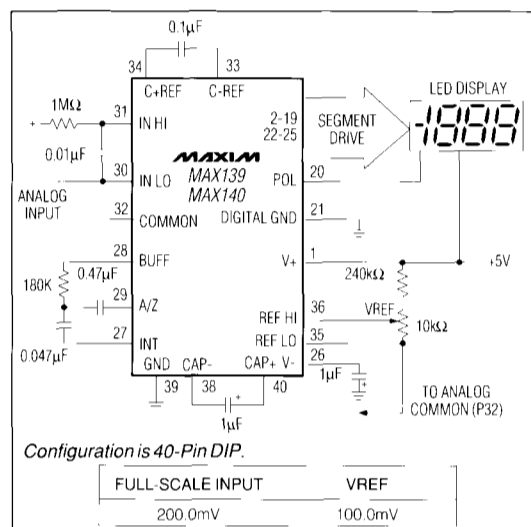 0.1µF
34 33
C+REF C-REF
LED DISPLAY
1MΩ
+ 31 IN HI
2-19
22-25
SEGMENT
DRIVE
-1888
0.01µF
MAXIM
MAX139
MAX140
30 IN LO
POL 20
ANALOG
INPUT
32 COMMON
DIGITAL GND 21
28 BUFF
V+ 1
+5V
180K
0.47µF
240kΩ
29 A/Z
REF HI 36
VREF
10kΩ
27 INT
REF LO 35
0.047µF
V- 26
GND CAP- CAP+
1µF
+
39 38 40
+
1µF
TO ANALOG
COMMON (P32)
Configuration is 40-Pin DIP.
FULL-SCALE INPUT VREF
200.0mV 100.0mV